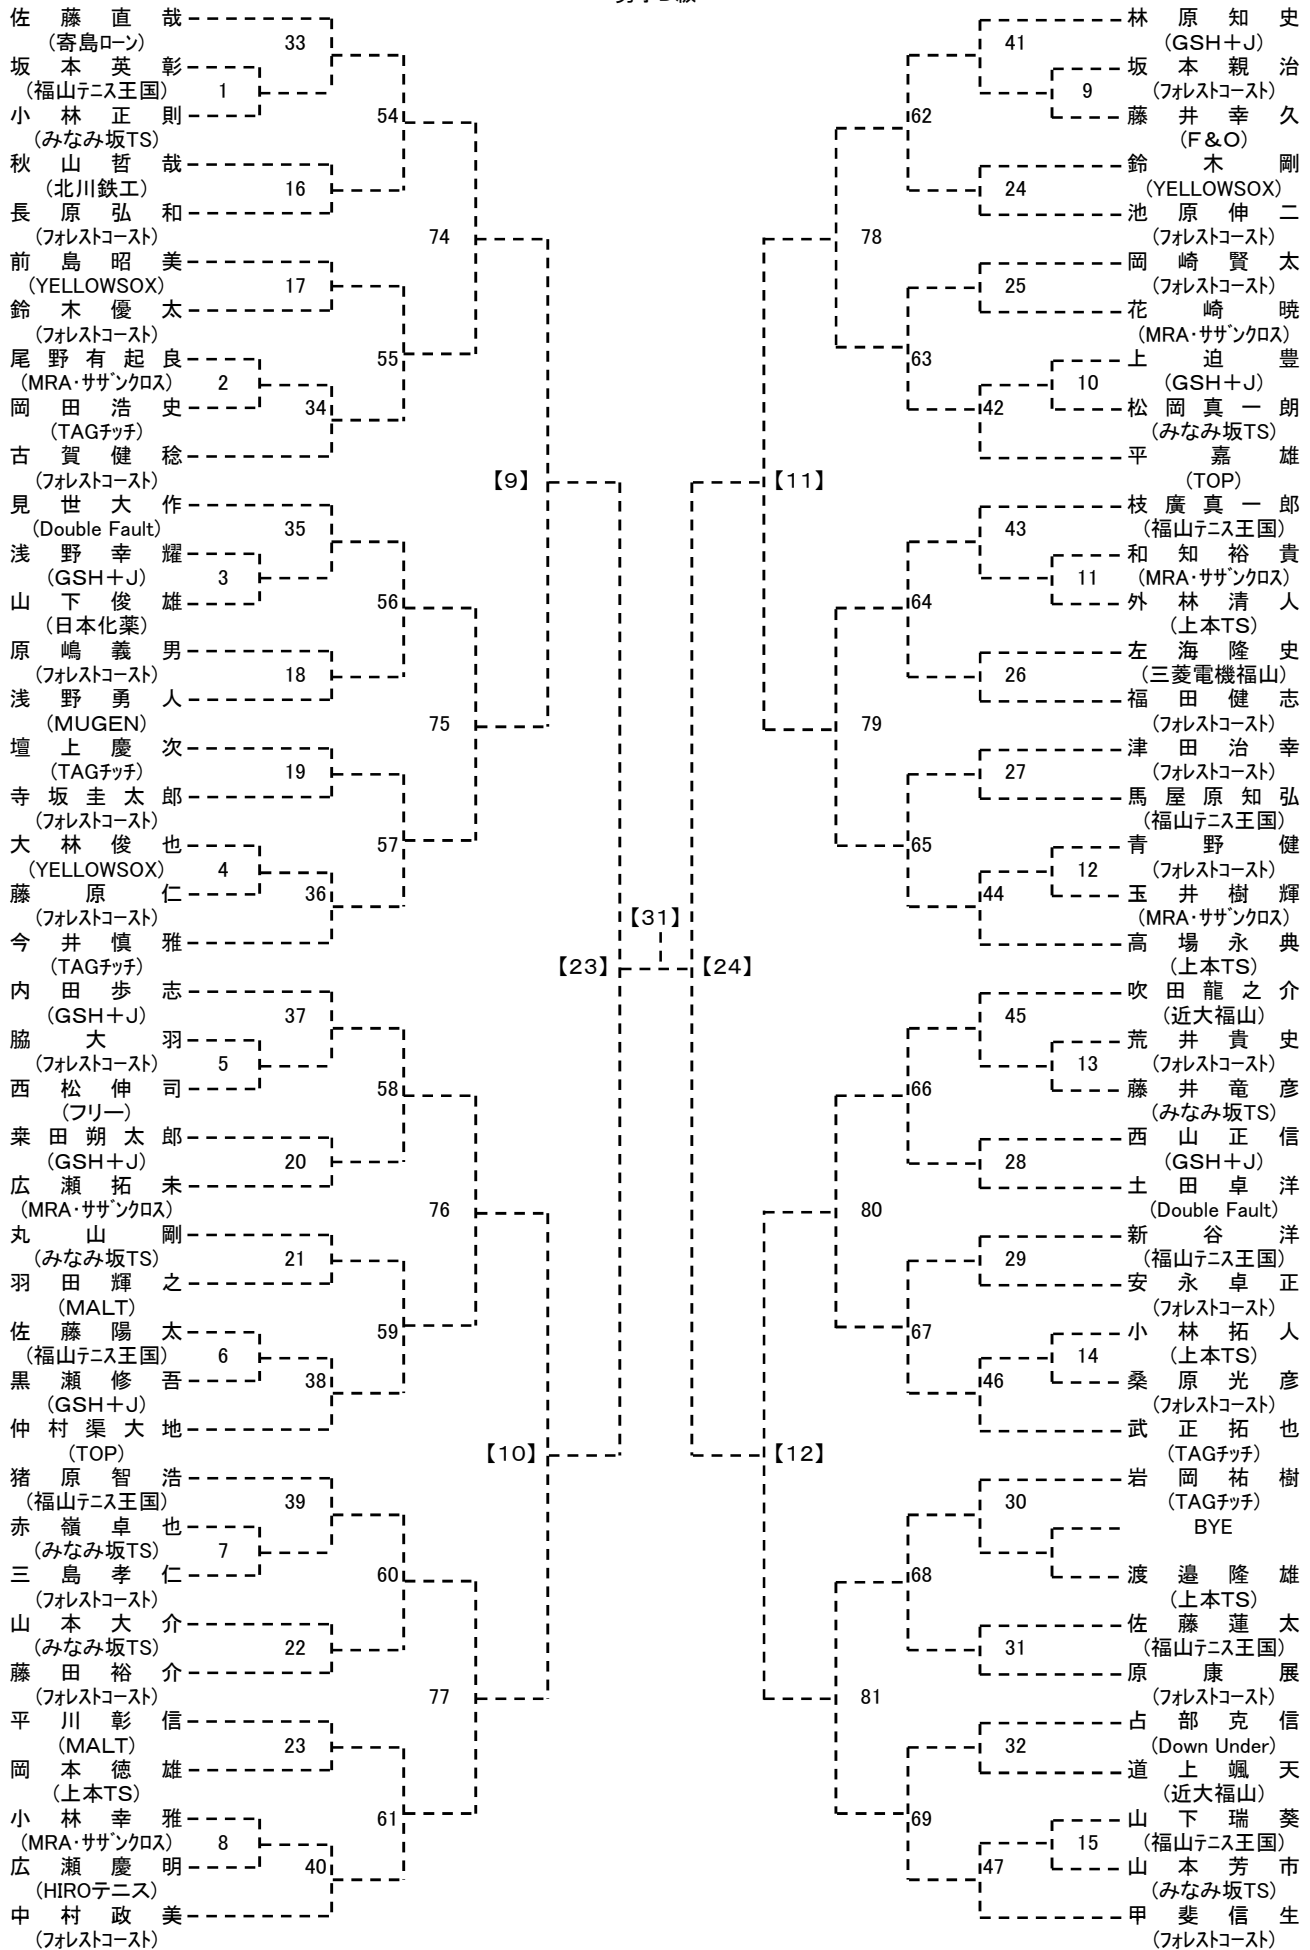 佐藤直哉
(寄島ローン)
33
坂本英彰
(福山テニス王国)
1
小林正則
(みなみ坂TS)
54
秋山哲哉
(北川鉄工)
16
長原弘和
(フォレストコースト)
74
前島昭美
(YELLOWSOX)
17
鈴木優太
(フォレストコースト)
55
尾野有起良
(MRA・サザンクロス)
2
岡田浩史
(TAGチッチ)
34
古賀健稔
(フォレストコースト)
【9】
見世大作
(Double Fault)
35
浅野幸耀
(GSH+J)
3
山下俊雄
(日本化薬)
56
原嶋義男
(フォレストコースト)
18
浅野勇人
(MUGEN)
75
壇上慶次
(TAGチッチ)
19
寺坂圭太郎
(フォレストコースト)
57
大林俊也
(YELLOWSOX)
4
藤原仁
(フォレストコースト)
36
今井慎雅
(TAGチッチ)
【23】
【31】
【24】
内田歩志
(GSH+J)
37
脇大羽
(フォレストコースト)
5
西松伸司
(フリー)
58
桒田朔太郎
(GSH+J)
20
広瀬拓未
(MRA・サザンクロス)
76
丸山剛
(みなみ坂TS)
21
羽田輝之
(MALT)
59
佐藤陽太
(福山テニス王国)
6
黒瀬修吾
(GSH+J)
38
仲村渠大地
(TOP)
【10】
猪原智浩
(福山テニス王国)
39
赤嶺卓也
(みなみ坂TS)
7
三島孝仁
(フォレストコースト)
60
山本大介
(みなみ坂TS)
22
藤田裕介
(フォレストコースト)
77
平川彰信
(MALT)
23
岡本徳雄
(上本TS)
61
小林幸雅
(MRA・サザンクロス)
8
広瀬慶明
(HIROテニス)
40
中村政美
(フォレストコースト)
林原知史
(GSH+J)
41
坂本親治
(フォレストコースト)
9
藤井幸久
(F&O)
62
鈴木剛
(YELLOWSOX)
24
池原伸二
(フォレストコースト)
78
岡崎賢太
(フォレストコースト)
25
花崎暁
(MRA・サザンクロス)
63
上迫豊
(GSH+J)
10
松岡真一朗
(みなみ坂TS)
42
平嘉雄
(TOP)
【11】
枝廣真一郎
(福山テニス王国)
43
和知裕貴
(MRA・サザンクロス)
11
外林清人
(上本TS)
64
左海隆史
(三菱電機福山)
26
福田健志
(フォレストコースト)
79
津田治幸
(フォレストコースト)
27
馬屋原知弘
(福山テニス王国)
65
青野健
(フォレストコースト)
12
玉井樹輝
(MRA・サザンクロス)
44
高場永典
(上本TS)
吹田龍之介
(近大福山)
45
荒井貴史
(フォレストコースト)
13
藤井竜彦
(みなみ坂TS)
66
西山正信
(GSH+J)
28
土田卓洋
(Double Fault)
80
新谷洋
(福山テニス王国)
29
安永卓正
(フォレストコースト)
67
小林拓人
(上本TS)
14
桑原光彦
(フォレストコースト)
46
武正拓也
(TAGチッチ)
【12】
岩岡祐樹
(TAGチッチ)
30
BYE
渡邉隆雄
(上本TS)
68
佐藤蓮太
(福山テニス王国)
31
原康展
(フォレストコースト)
81
占部克信
(Down Under)
32
道上颯天
(近大福山)
69
山下瑞葵
(福山テニス王国)
15
山本芳市
(みなみ坂TS)
47
甲斐信生
(フォレストコースト)